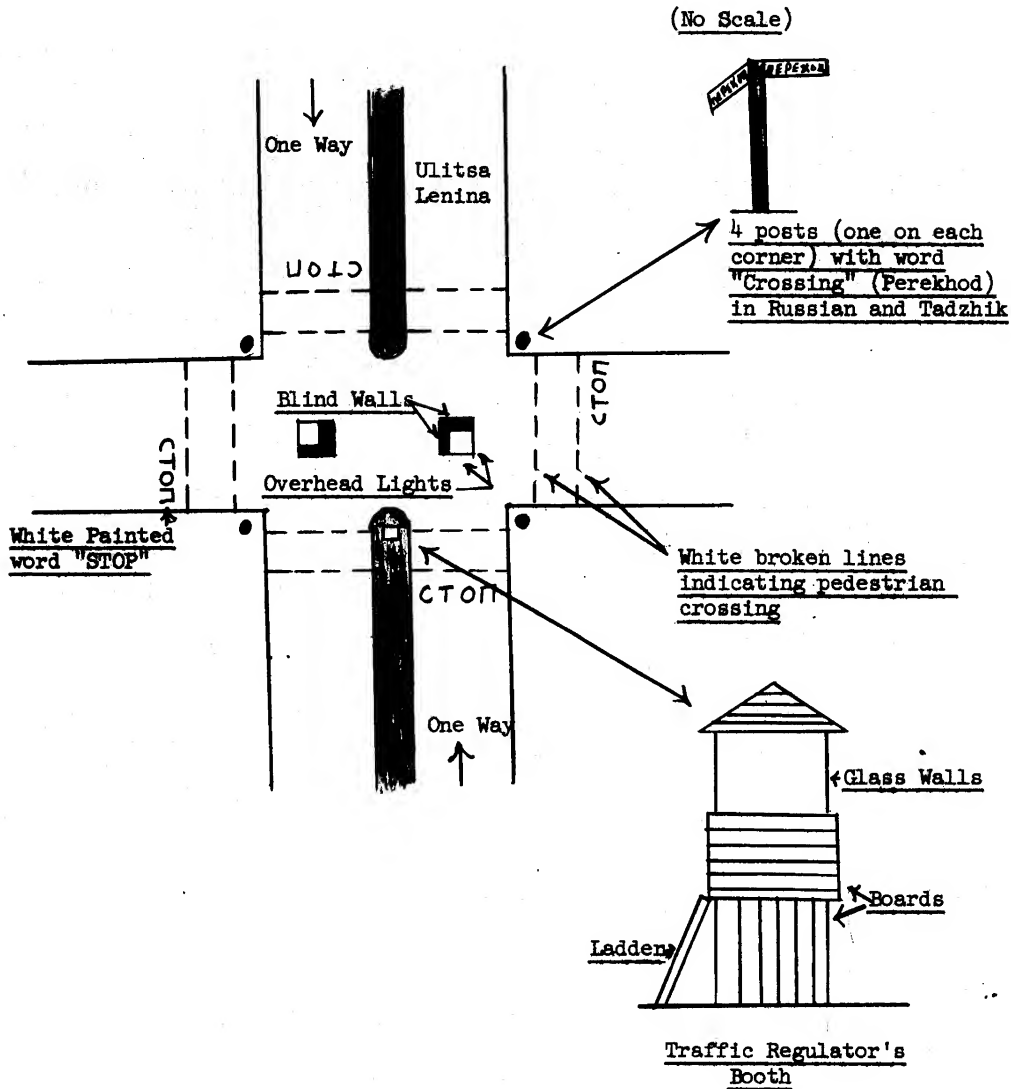 (No Scale)
ПЕРЕХОД
ПЕРЕХОД
One Way
Ulitsa
Lenina
4 posts (one on each
corner) with word
"Crossing" (Perekhod)
in Russian and Tadzhik
СТОП
СТОП
Blind Walls
СТОП
Overhead Lights
White Painted
word "STOP"
White broken lines
indicating pedestrian
crossing
СТОП
One Way
Glass Walls
Boards
Ladder
Traffic Regulator's
Booth